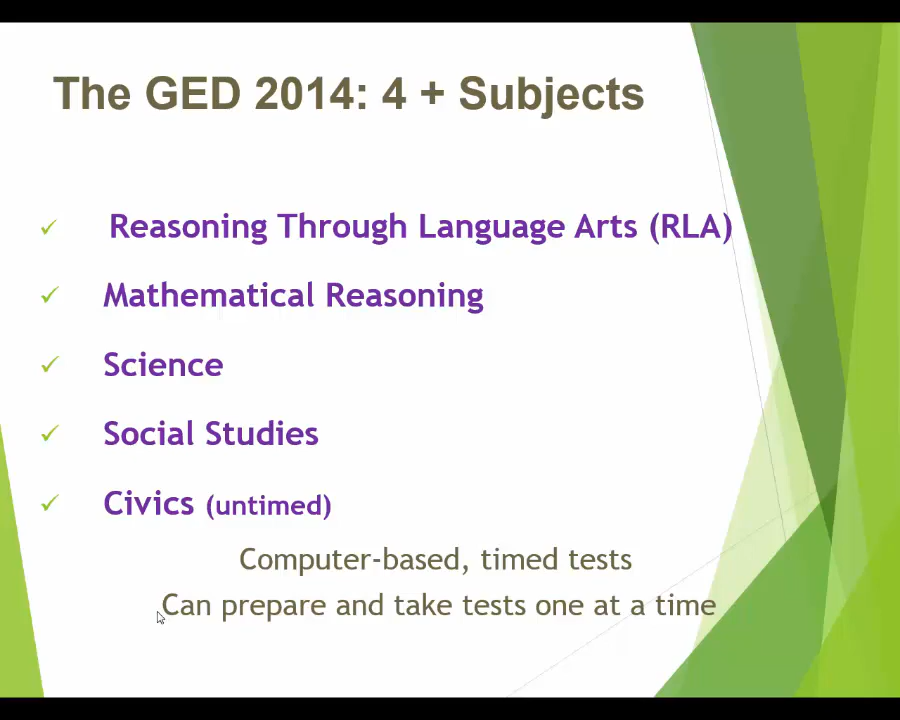 The GED 2014: 4 + Subjects
Reasoning Through Language Arts (RLA)
Mathematical Reasoning
Science
Social Studies
Civics (untimed)
Computer-based, timed tests
Can prepare and take tests one at a time